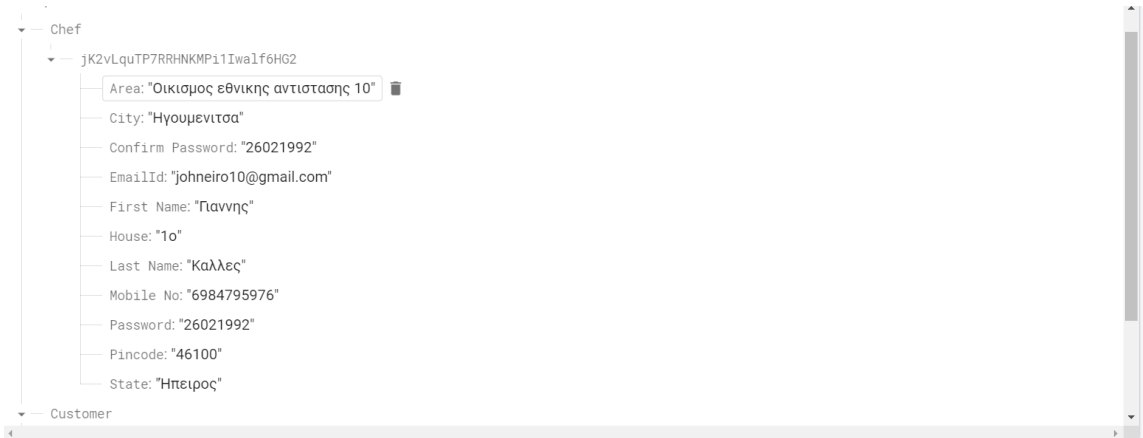 Chef
jK2vLquTP7RRHNKMPi1Iwalf6HG2
Area: "Οικισμος εθνικης αντιστασης 10"
City: "Ηγουμενιτσα"
Confirm Password: "26021992"
EmailId: "johneiro10@gmail.com"
First Name: "Γιαννης"
House: "1ο"
Last Name: "Καλλες"
Mobile No: "6984795976"
Password: "26021992"
Pincode: "46100"
State: "Ήπειρος"
Customer